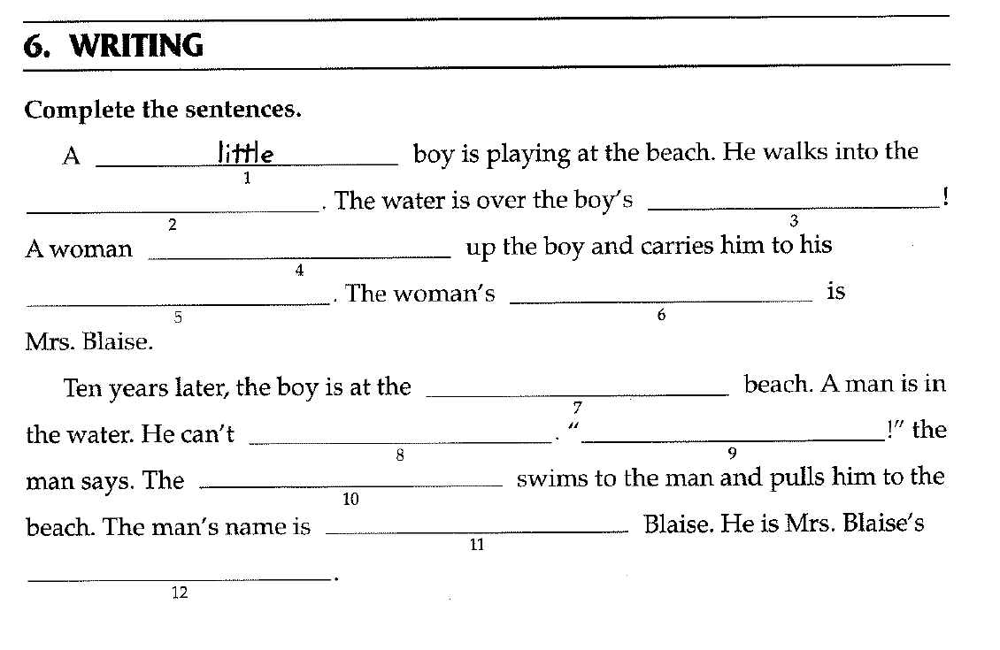 6. WRITING
Complete the sentences.
A little boy is playing at the beach. He walks into the
1
. The water is over the boy's !
2 3
A woman up the boy and carries him to his
4
. The woman's is
5 6
Mrs. Blaise.
Ten years later, the boy is at the beach. A man is in
7
the water. He can't . " !" the
8 9
man says. The swims to the man and pulls him to the
10
beach. The man's name is Blaise. He is Mrs. Blaise's
11
.
12